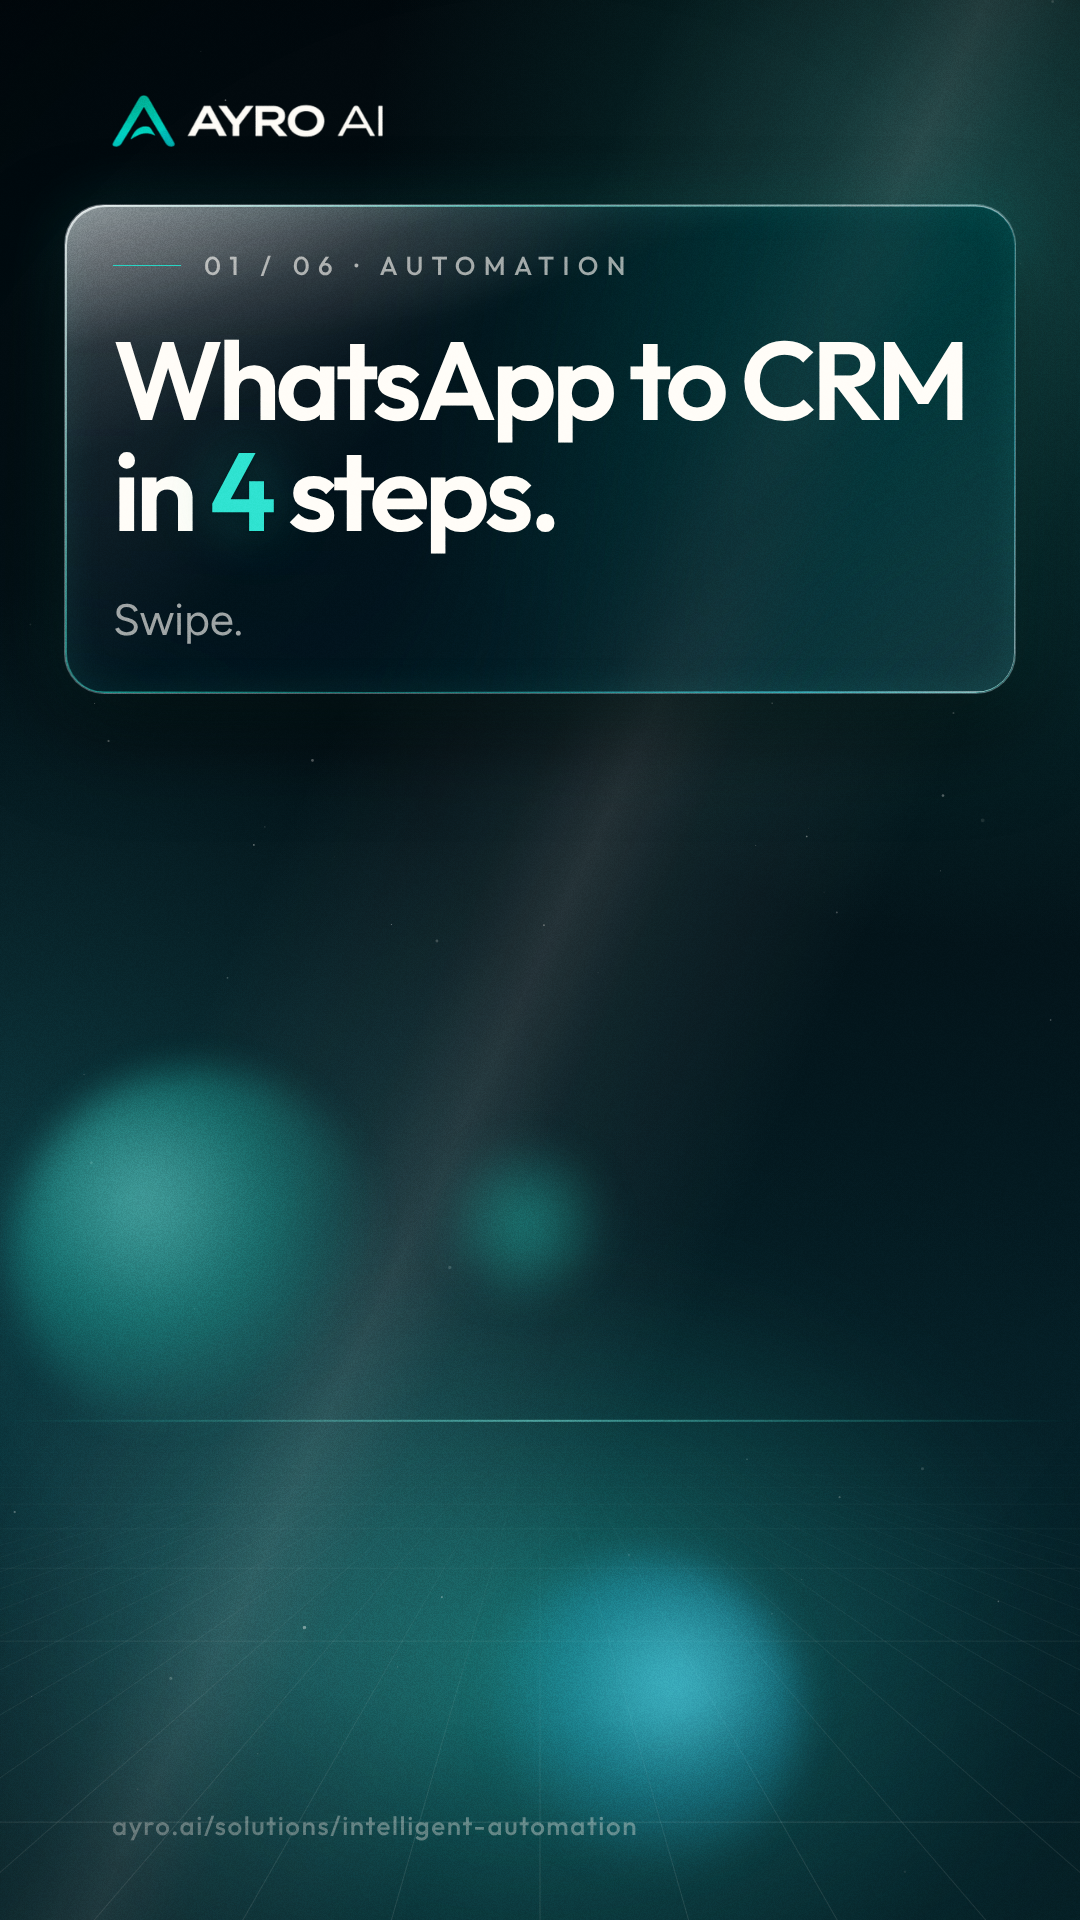 AYRO AI
01 / 06 · AUTOMATION
WhatsApp to CRM
in 4 steps.
Swipe.
ayro.ai/solutions/intelligent-automation